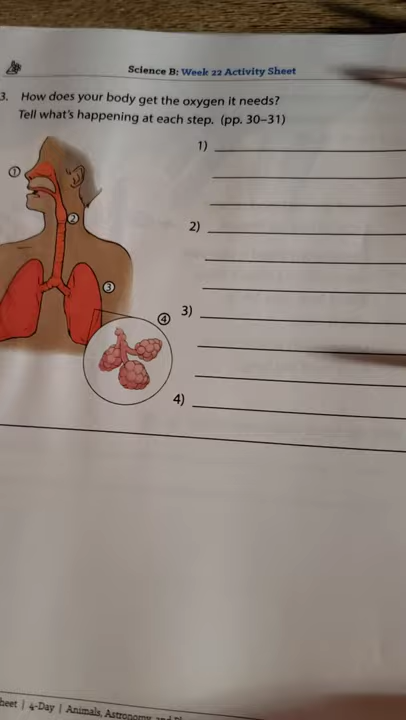 Science B: Week 22 Activity Sheet
3. How does your body get the oxygen it needs?
Tell what's happening at each step. (pp. 30–31)
1)
①
2)
②
③
3)
④
4)
4-Day | Animals, Astronomy, and